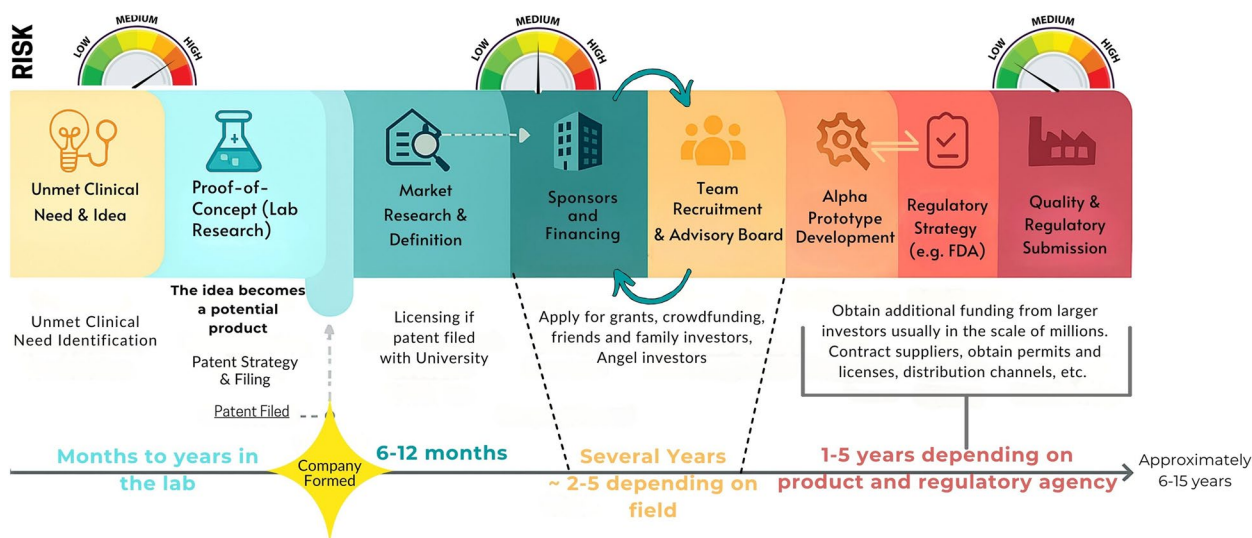 RISK
LOW
MEDIUM
HIGH
LOW
MEDIUM
HIGH
LOW
MEDIUM
HIGH
Unmet Clinical
Need & Idea
Proof-of-
Concept (Lab
Research)
Market
Research &
Definition
Sponsors
and
Financing
Team
Recruitment
& Advisory Board
Alpha
Prototype
Development
Regulatory
Strategy
(e.g. FDA)
Quality &
Regulatory
Submission
Unmet Clinical
Need Identification
The idea becomes
a potential
product
Patent Strategy
& Filing
Patent Filed
Licensing if
patent filed
with University
Apply for grants, crowdfunding,
friends and family investors,
Angel investors
Obtain additional funding from larger
investors usually in the scale of millions.
Contract suppliers, obtain permits and
licenses, distribution channels, etc.
Months to years in
the lab
Company
Formed
6-12 months
Several Years
~ 2-5 depending on
field
1-5 years depending on
product and regulatory agency
Approximately
6-15 years